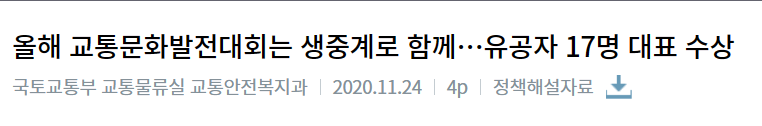 올해 교통문화발전대회는 생중계로 함께…유공자 17명 대표 수상
국토교통부 교통물류실 교통안전복지과 | 2020.11.24 | 4p | 정책해설자료